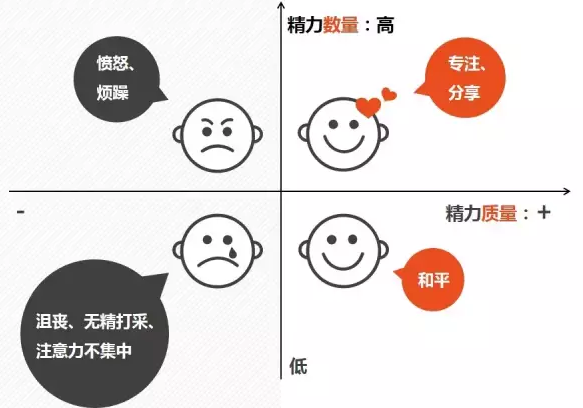 精力数量：高
愤怒、
烦躁
专注、
分享
-
精力质量：+
和平
沮丧、无精打采、
注意力不集中
低